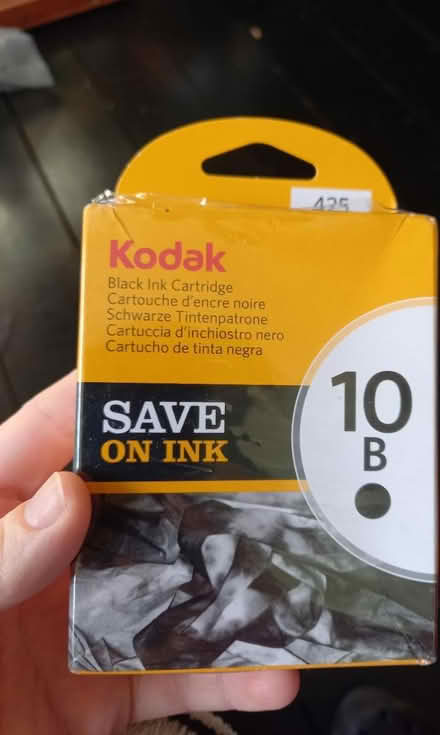 425
Kodak
Black Ink Cartridge
Cartouche d'encre noire
Schwarze Tintenpatrone
Cartuccia d'inchiostro nero
Cartucho de tinta negra
SAVE
ON INK
10
B